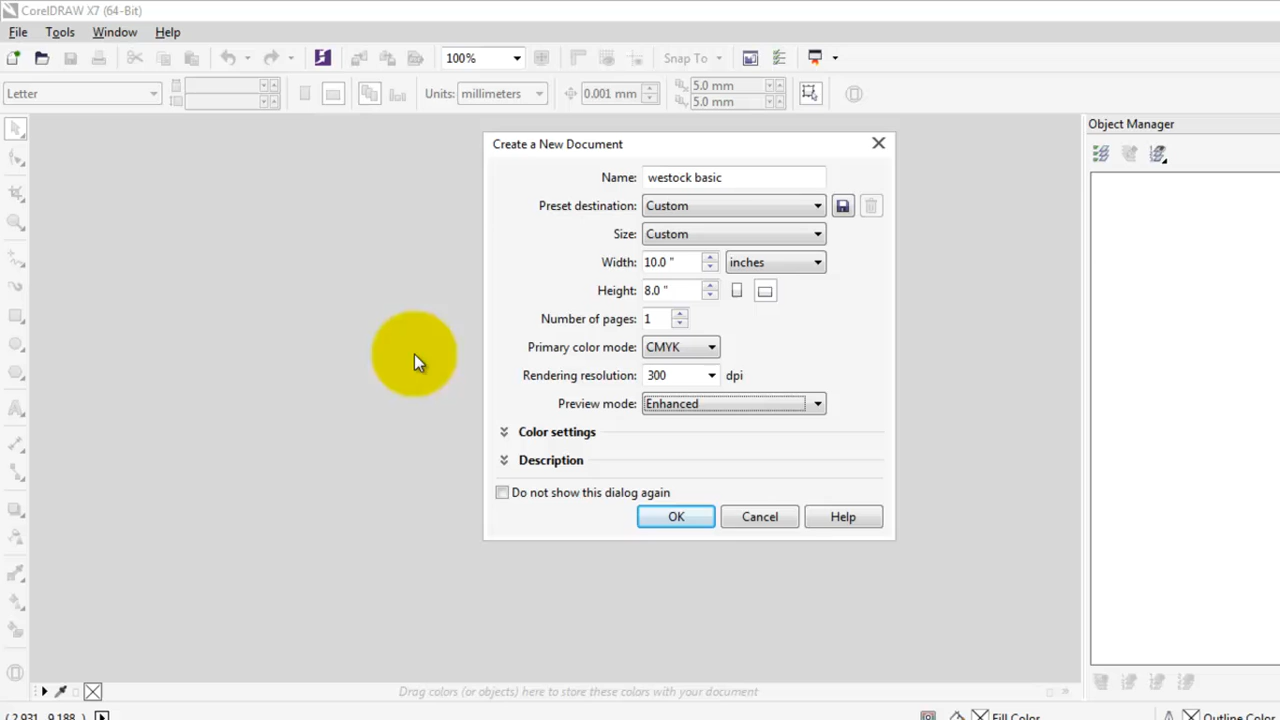 CorelDRAW X7 (64-Bit)
File Tools Window Help
100% Snap To
Letter Units: millimeters 0.001 mm 5.0 mm
5.0 mm
Create a New Document
Name: westock basic
Preset destination: Custom
Size: Custom
Width: 10.0 " inches
Height: 8.0 "
Number of pages: 1
Primary color mode: CMYK
Rendering resolution: 300 dpi
Preview mode: Enhanced
Color settings
Description
Do not show this dialog again
OK Cancel Help
Object Manager
Drag colors (or objects) here to store these colors with your document
( 2.931, 9.188 ) Fill Color Outline Color